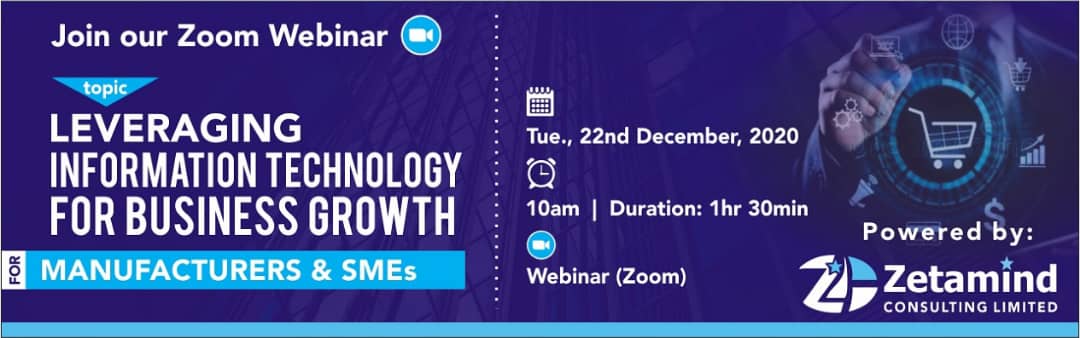 Join our Zoom Webinar
topic
LEVERAGING
INFORMATION TECHNOLOGY
FOR BUSINESS GROWTH
FOR
MANUFACTURERS & SMEs
Tue., 22nd December, 2020
10am | Duration: 1hr 30min
Webinar (Zoom)
Powered by:
Zetamind
CONSULTING LIMITED